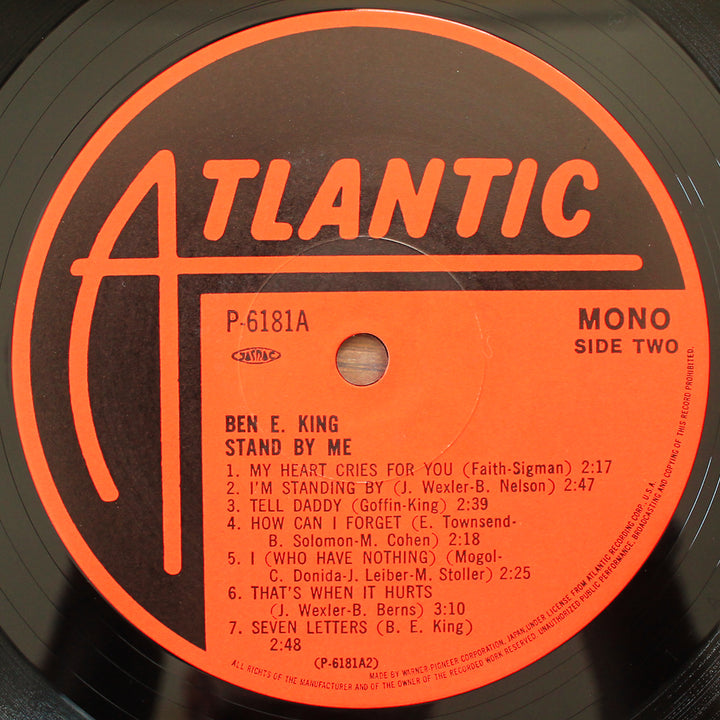 ATLANTIC
P-6181A
MONO
JASRAC
SIDE TWO
BEN E. KING
STAND BY ME
1. MY HEART CRIES FOR YOU (Faith-Sigman) 2:17
2. I'M STANDING BY (J. Wexler-B. Nelson) 2:47
3. TELL DADDY (Goffin-King) 2:39
4. HOW CAN I FORGET (E. Townsend-
B. Solomon-M. Cohen) 2:18
5. I (WHO HAVE NOTHING) (Mogol-
C. Donida-J. Leiber-M. Stoller) 2:25
6. THAT'S WHEN IT HURTS
(J. Wexler-B. Berns) 3:10
7. SEVEN LETTERS (B. E. King)
2:48
(P-6181A2)
MADE BY WARNER-PIONEER CORPORATION, JAPAN,UNDER LICENSE FROM ATLANTIC RECORDING CORP., U.S.A.
ALL RIGHTS OF THE MANUFACTURER AND OF THE OWNER OF THE RECORDED WORK RESERVED. UNAUTHORIZED PUBLIC PERFORMANCE, BROADCASTING AND COPYING OF THIS RECORD PROHIBITED.